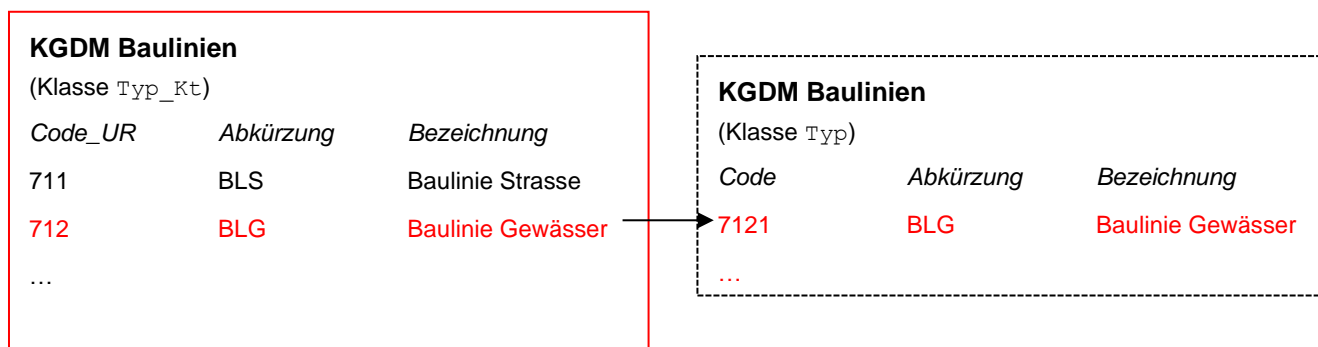 KGDM Baulinien
(Klasse Typ_Kt)
Code_UR Abkürzung Bezeichnung
711 BLS Baulinie Strasse
712 BLG Baulinie Gewässer
…
KGDM Baulinien
(Klasse Typ)
Code Abkürzung Bezeichnung
7121 BLG Baulinie Gewässer
…